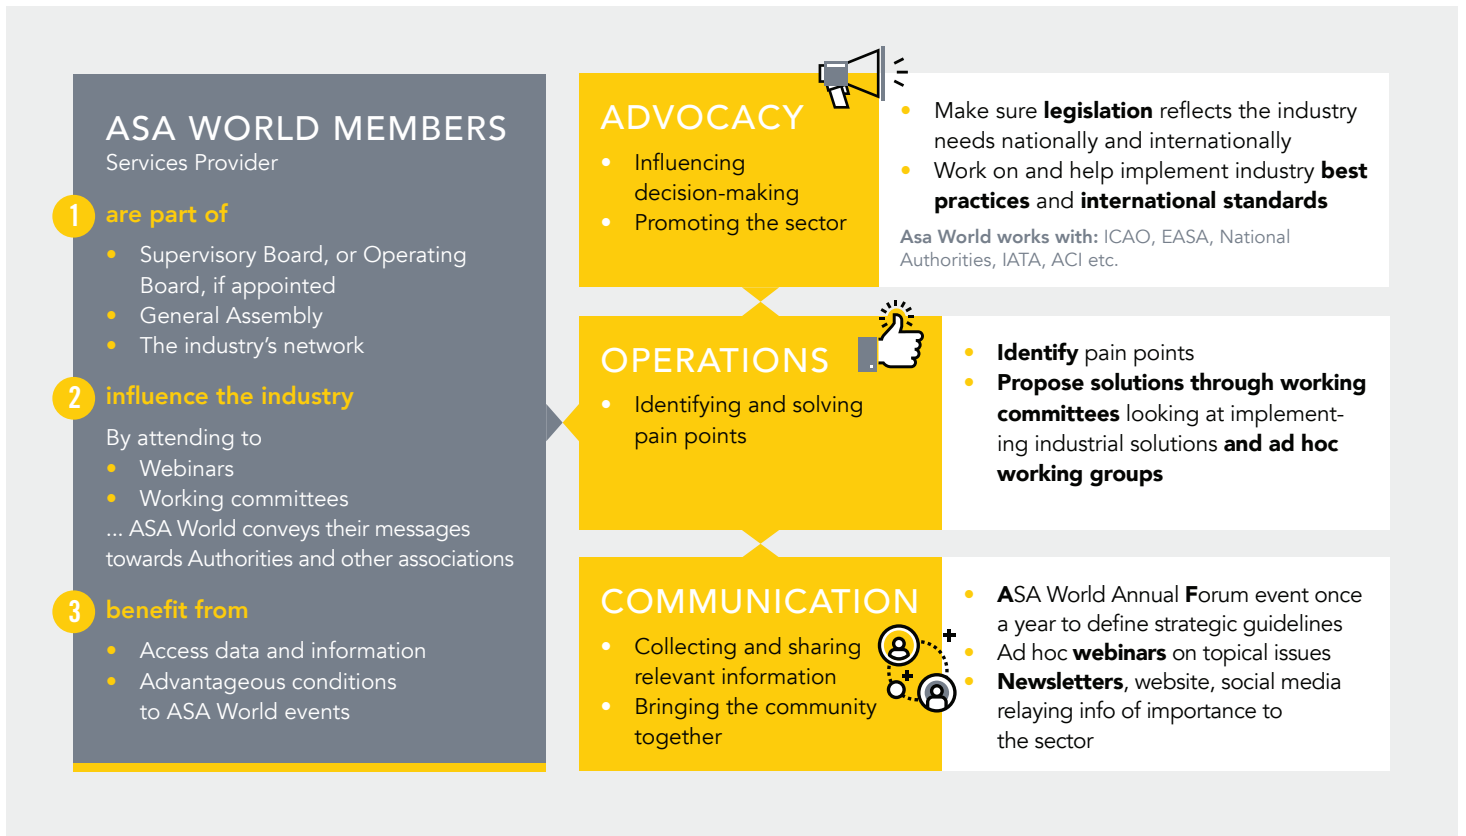 ASA WORLD MEMBERS
Services Provider
1 are part of
• Supervisory Board, or Operating
Board, if appointed
• General Assembly
• The industry’s network
2 influence the industry
By attending to
• Webinars
• Working committees
... ASA World conveys their messages
towards Authorities and other associations
3 benefit from
• Access data and information
• Advantageous conditions
to ASA World events
ADVOCACY
• Influencing
decision-making
• Promoting the sector
• Make sure legislation reflects the industry
needs nationally and internationally
• Work on and help implement industry best
practices and international standards
Asa World works with: ICAO, EASA, National
Authorities, IATA, ACI etc.
OPERATIONS
• Identifying and solving
pain points
• Identify pain points
• Propose solutions through working
committees looking at implement-
ing industrial solutions and ad hoc
working groups
COMMUNICATION
• Collecting and sharing
relevant information
• Bringing the community
together
• ASA World Annual Forum event once
a year to define strategic guidelines
• Ad hoc webinars on topical issues
• Newsletters, website, social media
relaying info of importance to
the sector